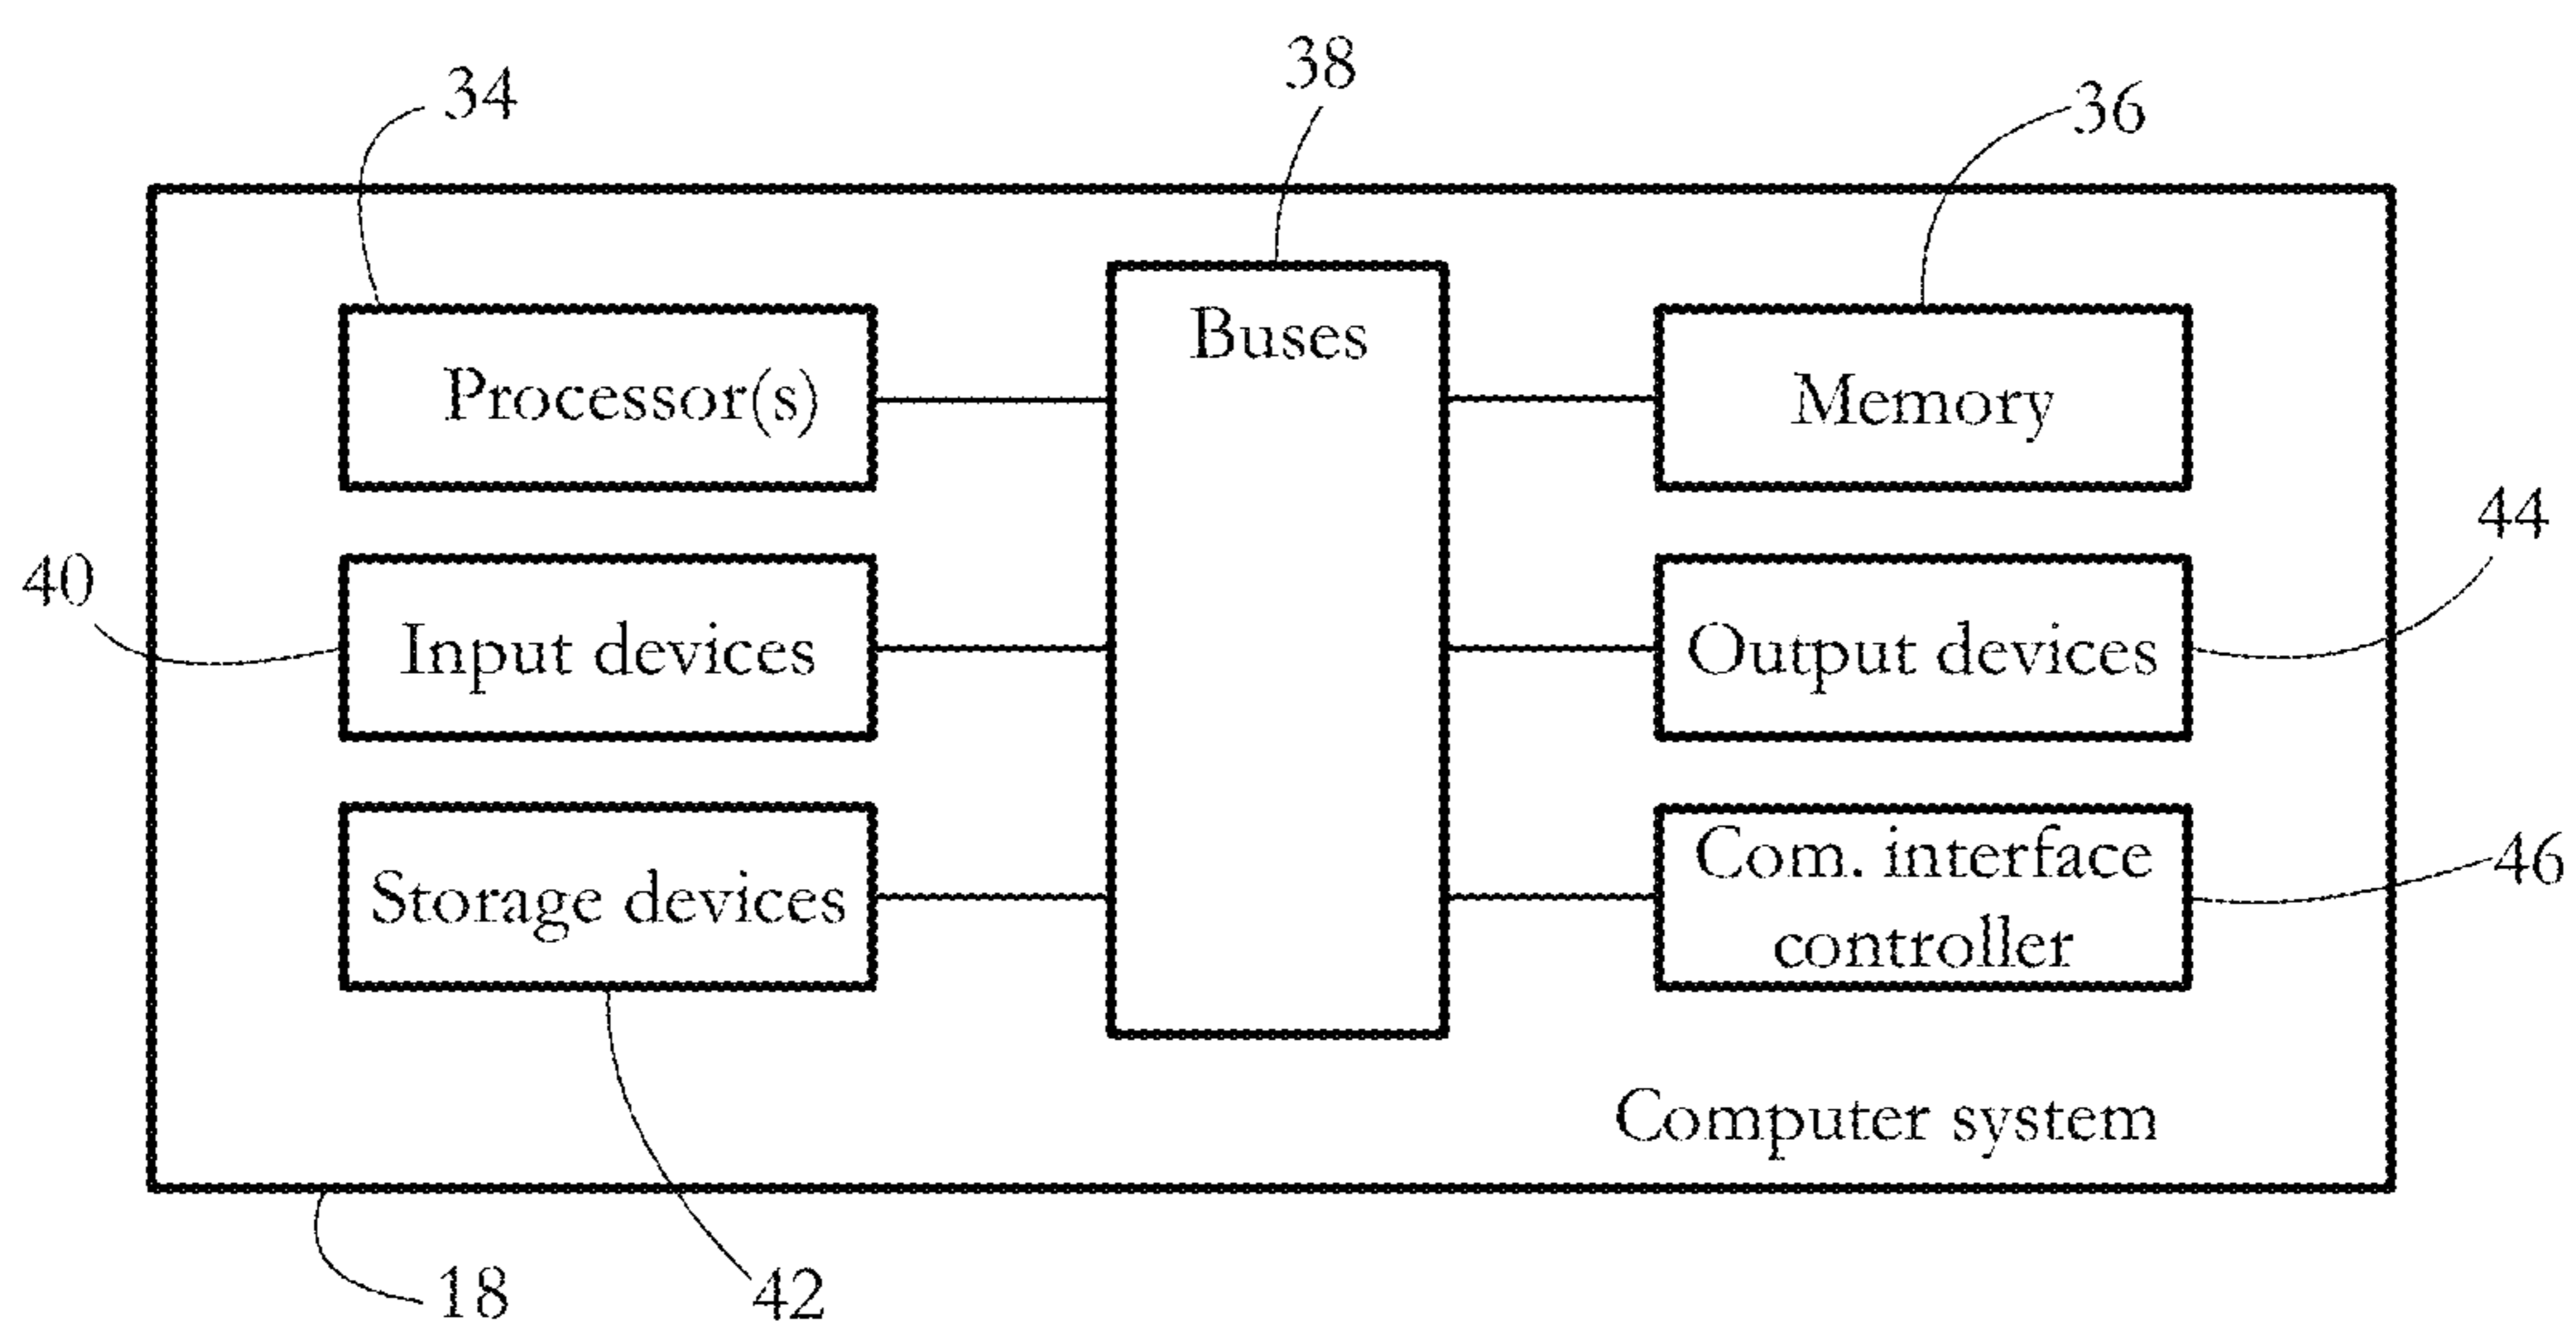 34
38
36
Processor(s)
Buses
Memory
40
Input devices
Output devices
44
Storage devices
Com. interface
controller
46
Computer system
18
42